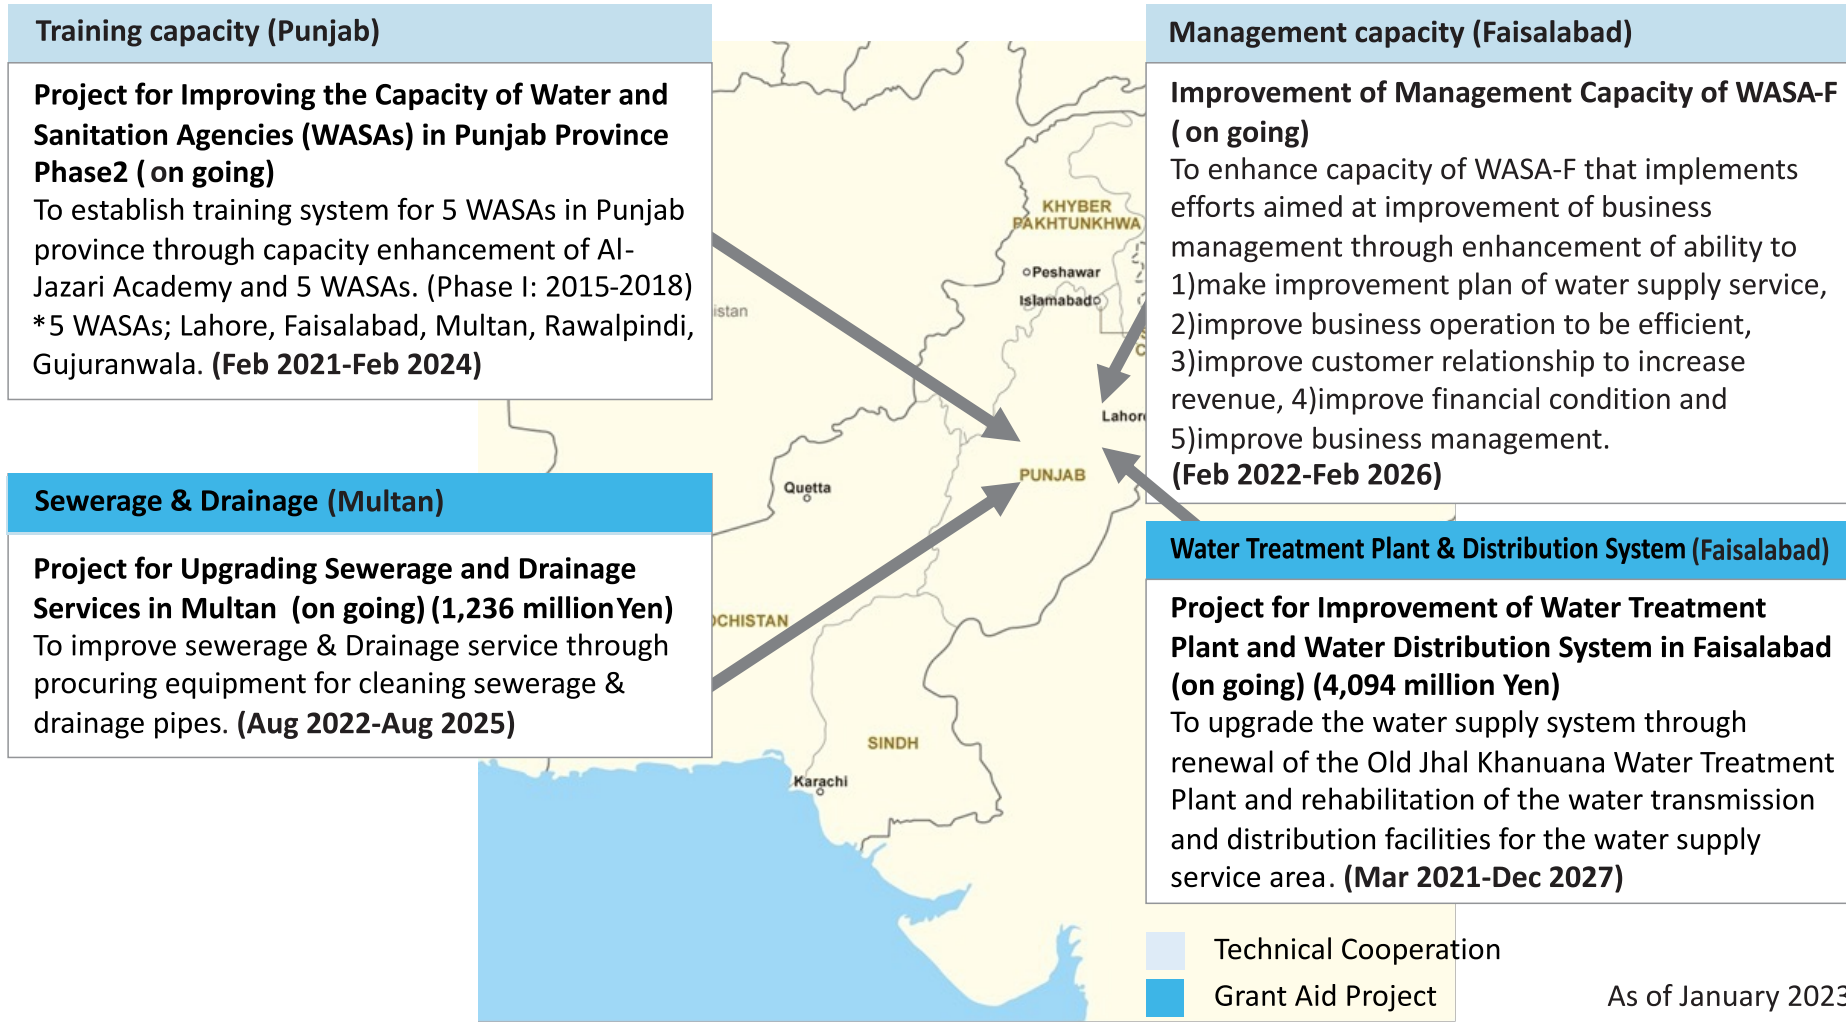 Training capacity (Punjab)
Project for Improving the Capacity of Water and
Sanitation Agencies (WASAs) in Punjab Province
Phase2 ( on going)
To establish training system for 5 WASAs in Punjab
province through capacity enhancement of Al-
Jazari Academy and 5 WASAs. (Phase I: 2015-2018)
*5 WASAs; Lahore, Faisalabad, Multan, Rawalpindi,
Gujuranwala. (Feb 2021-Feb 2024)
Sewerage & Drainage (Multan)
Project for Upgrading Sewerage and Drainage
Services in Multan (on going) (1,236 million Yen)
To improve sewerage & Drainage service through
procuring equipment for cleaning sewerage &
drainage pipes. (Aug 2022-Aug 2025)
istan
KHYBER
PAKHTUNKHWA
Peshawar
Islamabad
Lahore
PUNJAB
Quetta
OCHISTAN
SINDH
Karachi
Management capacity (Faisalabad)
Improvement of Management Capacity of WASA-F
( on going)
To enhance capacity of WASA-F that implements
efforts aimed at improvement of business
management through enhancement of ability to
1)make improvement plan of water supply service,
2)improve business operation to be efficient,
3)improve customer relationship to increase
revenue, 4)improve financial condition and
5)improve business management.
(Feb 2022-Feb 2026)
Water Treatment Plant & Distribution System (Faisalabad)
Project for Improvement of Water Treatment
Plant and Water Distribution System in Faisalabad
(on going) (4,094 million Yen)
To upgrade the water supply system through
renewal of the Old Jhal Khanuana Water Treatment
Plant and rehabilitation of the water transmission
and distribution facilities for the water supply
service area. (Mar 2021-Dec 2027)
Technical Cooperation
Grant Aid Project
As of January 2023